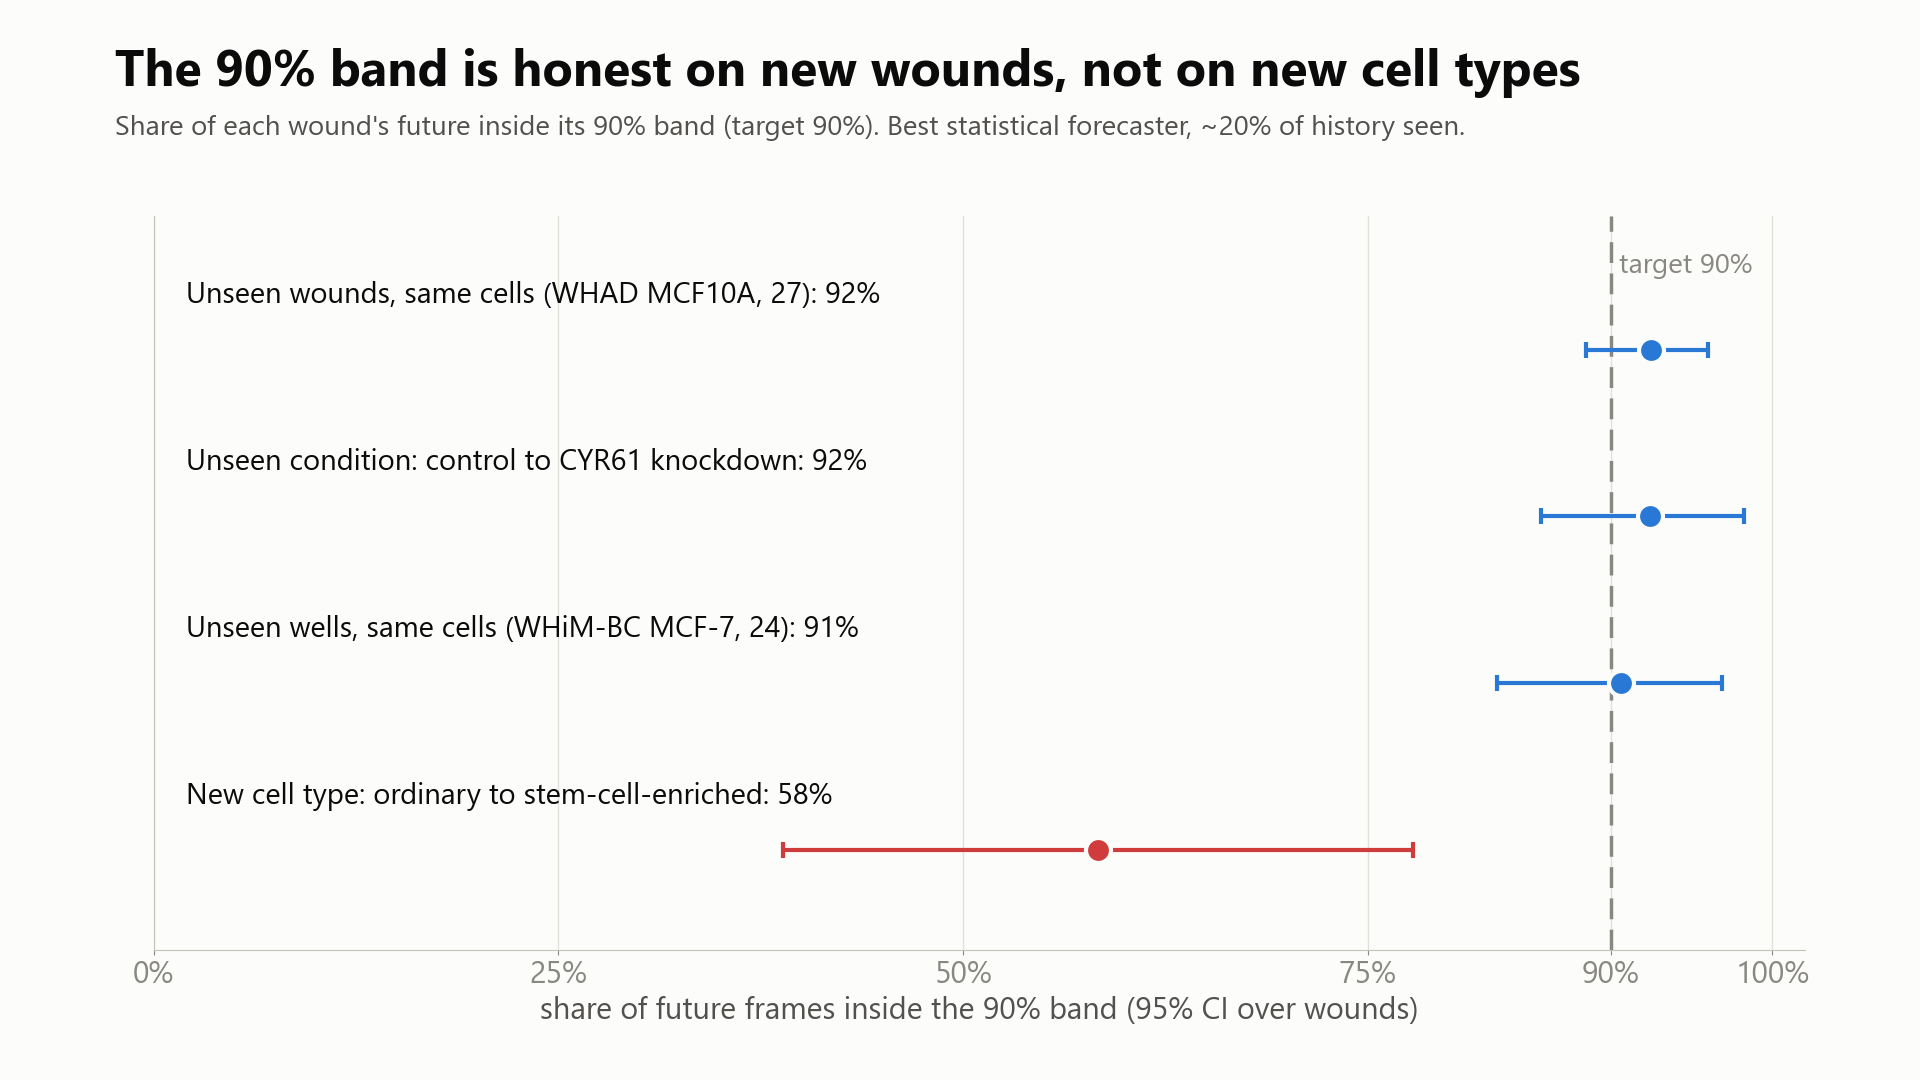 The 90% band is honest on new wounds, not on new cell types
Share of each wound's future inside its 90% band (target 90%). Best statistical forecaster, ~20% of history seen.
target 90%
Unseen wounds, same cells (WHAD MCF10A, 27): 92%
Unseen condition: control to CYR61 knockdown: 92%
Unseen wells, same cells (WHiM-BC MCF-7, 24): 91%
New cell type: ordinary to stem-cell-enriched: 58%
0% 25% 50% 75% 90% 100%
share of future frames inside the 90% band (95% CI over wounds)